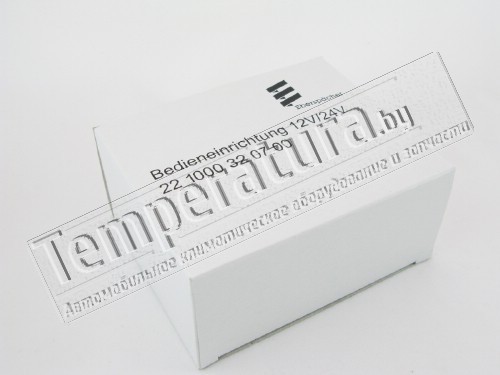 Eberspächer
Bedieneinrichtung 12V/24V
22 1000 32 07 00
Temperatura.by
Автомобильное климатическое оборудование и запчасти